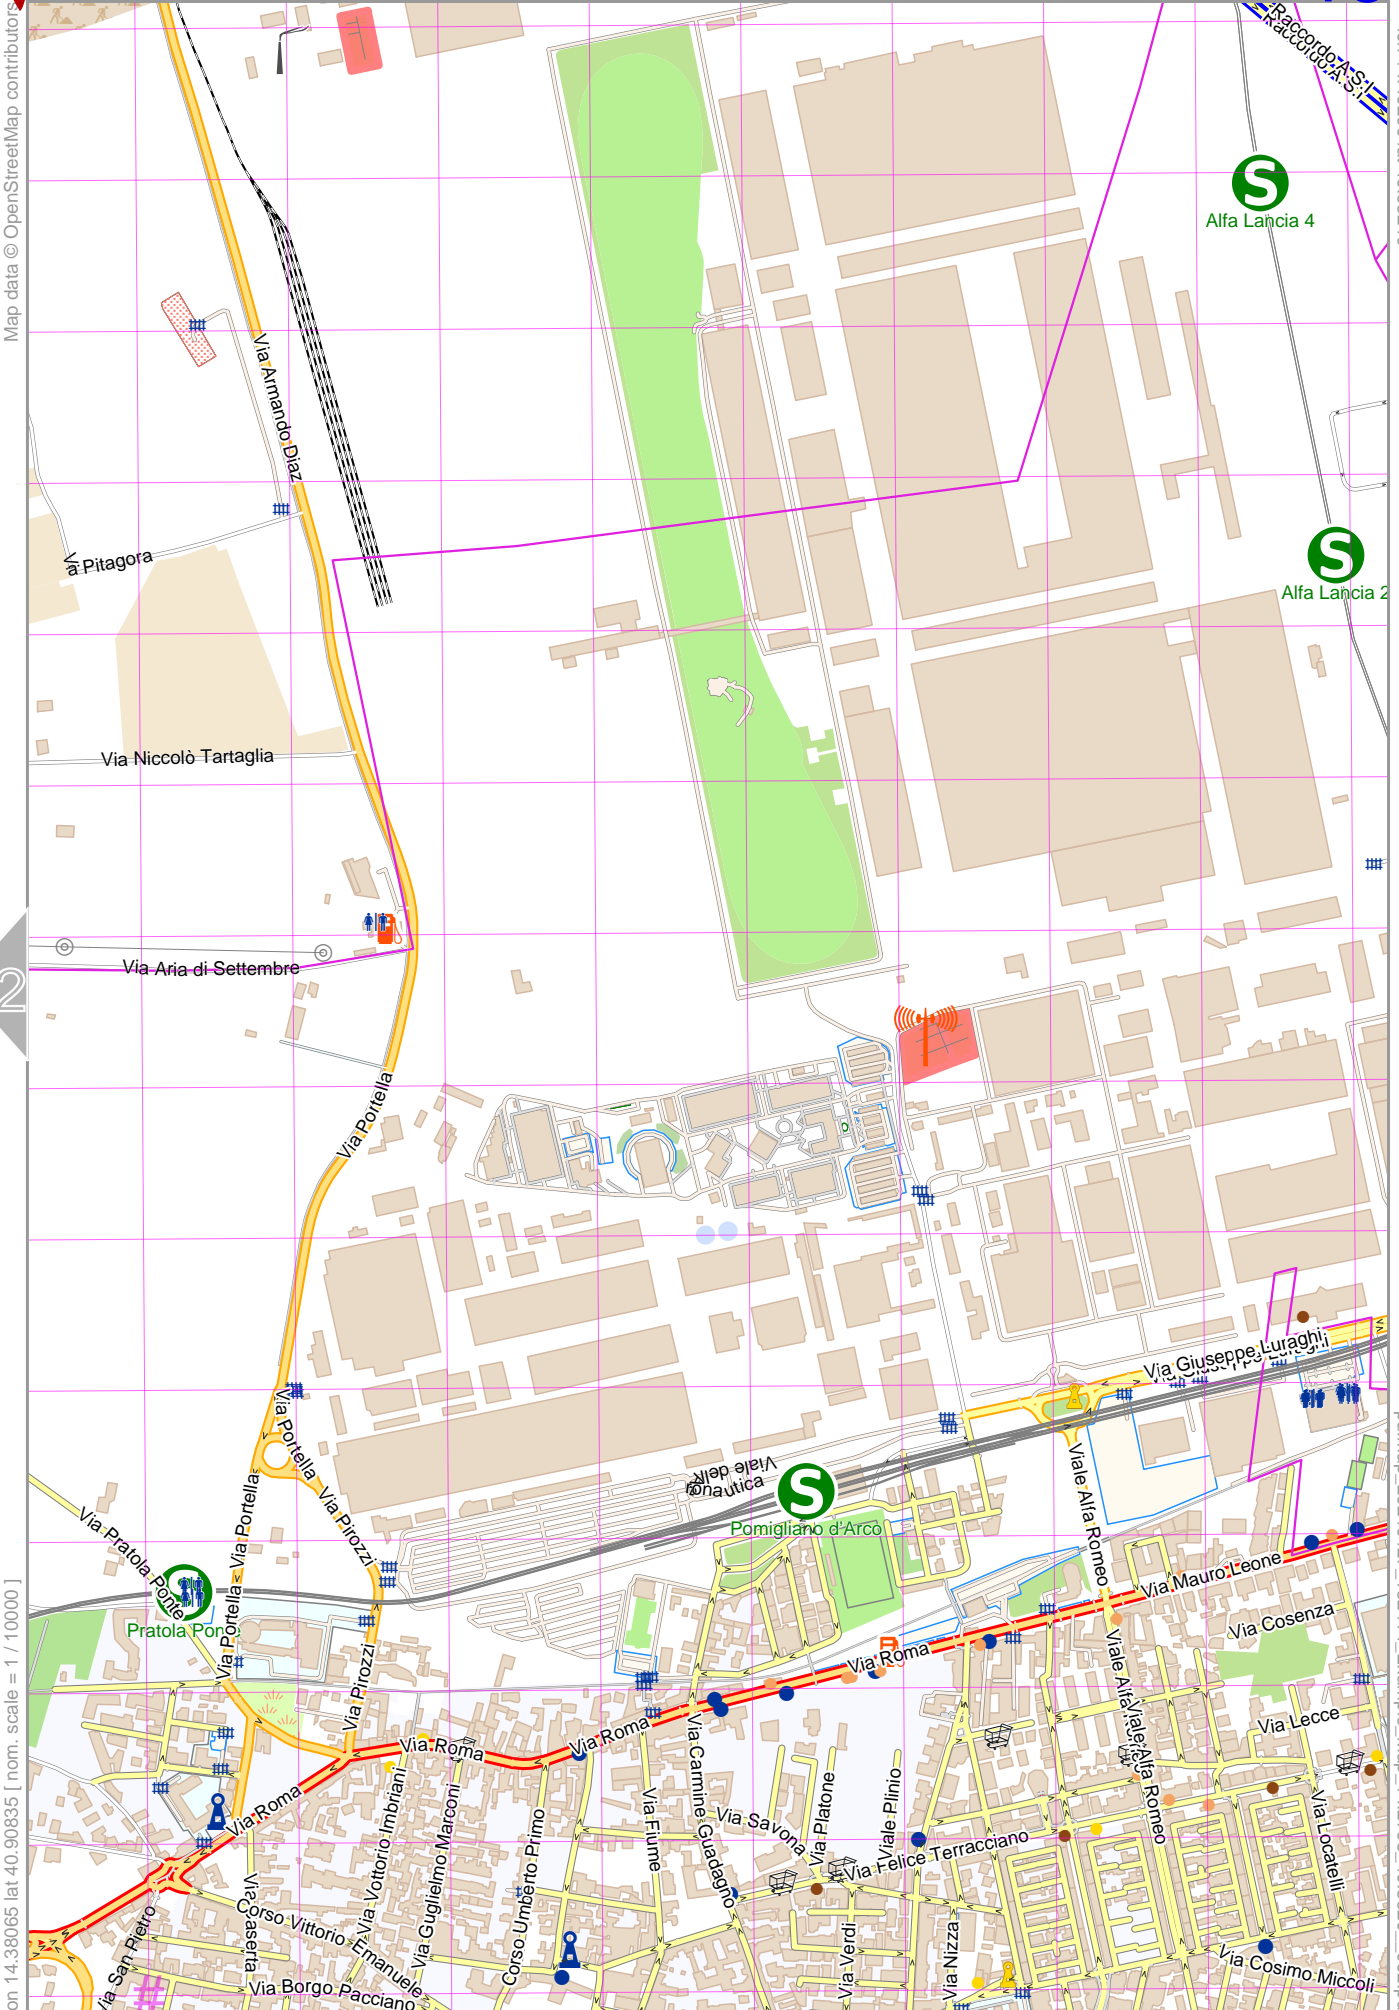 Map data © OpenStreetMap contributors
Raccordo A.S.I.
Raccordo A.S.I.
Alfa Lancia 4
Via Armando Diaz
Alfa Lancia 2
a Pitagora
Via Niccolò Tartaglia
2
Via Aria di Settembre
Via Portella
Via Giuseppe Luraghi
Via Portella
Viale dell'
ronautica
Pomigliano d'Arco
Via Portella
Via Pirozzi
Viale Alfa Romeo
Via Pratola Ponte
Via Portella
Pratola Ponte
Via Mauro Leone
Via Cosenza
Via Pirozzi
Via Roma
Viale Alfa Romeo
Via Roma
Via Roma
Via Lecce
Via Roma
Via Vottorio Imbriani
Via Guglielmo Marconi
Corso Umberto Primo
Via Fiume
Via Carmine Guadagno
Via Savona
Via Platone
Viale Plinio
Via Felice Terracciano
Via Locatelli
Via Caserta
Corso Vittorio Emanuele
Via San Pietro
Via Borgo Pacciano
Via Verdi
Via Nizza
Via Cosimo Miccoli
on 14.38065 lat 40.90835 [ nom. scale = 1 / 10000 ]